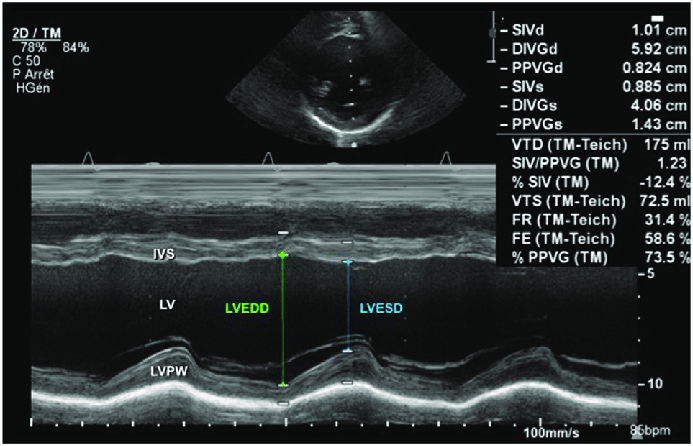 2D / TM
78% 84%
C 50
P Arrêt
HGén
SIVd 1.01 cm
DIVGd 5.92 cm
PPVGd 0.824 cm
SIVs 0.885 cm
DIVGs 4.06 cm
PPVGs 1.43 cm
VTD (TM-Teich) 175 ml
SIV/PPVG (TM) 1.23
% SIV (TM) -12.4 %
VTS (TM-Teich) 72.5 ml
FR (TM-Teich) 31.4 %
FE (TM-Teich) 58.6 %
% PPVG (TM) 73.5 %
IVS
5
LV
LVEDD
LVESD
LVPW
10
100mm/s
85bpm